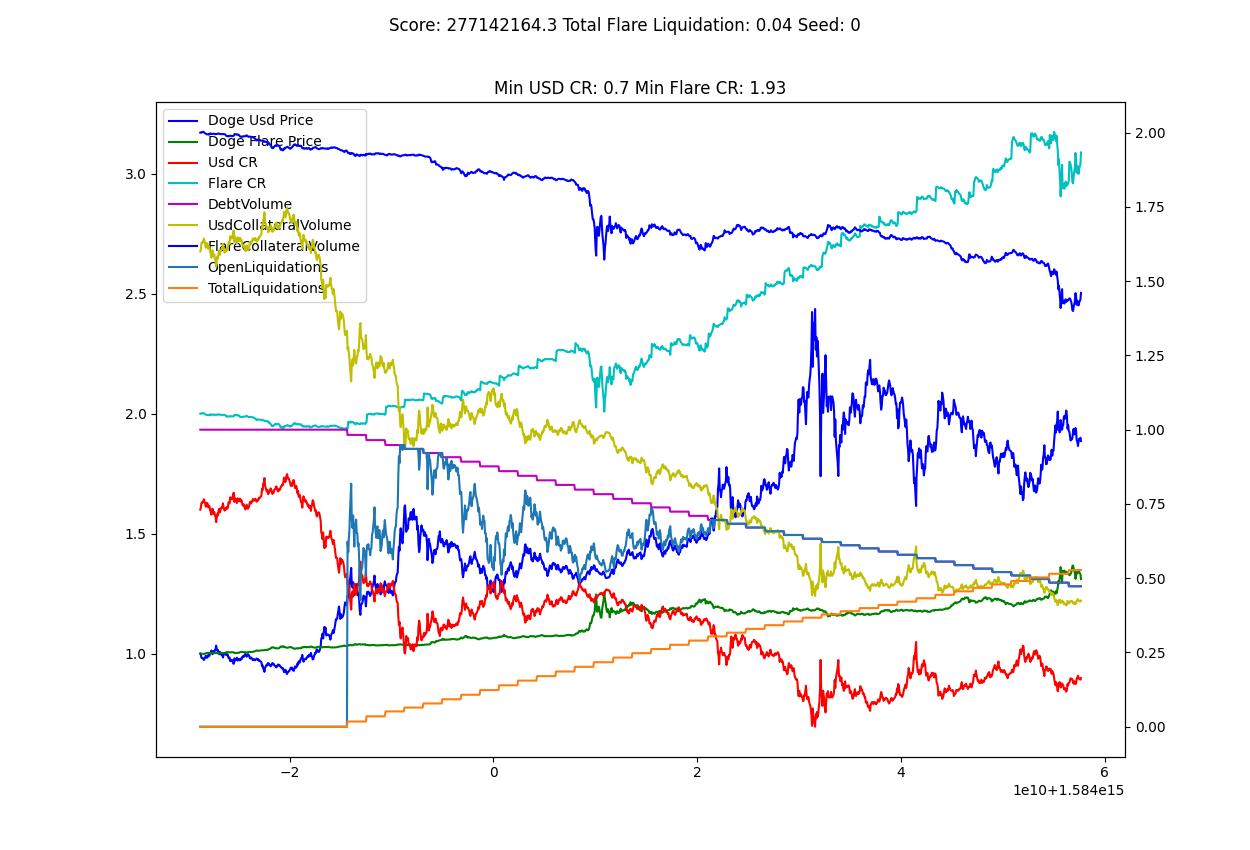 Score: 277142164.3 Total Flare Liquidation: 0.04 Seed: 0
Min USD CR: 0.7 Min Flare CR: 1.93
Doge Usd Price
Doge Flare Price
Usd CR
Flare CR
DebtVolume
UsdCollateralVolume
FlareCollateralVolume
OpenLiquidations
TotalLiquidations
3.0
2.5
2.0
1.5
1.0
2.00
1.75
1.50
1.25
1.00
0.75
0.50
0.25
0.00
−2
0
2
4
6
1e10+1.584e15